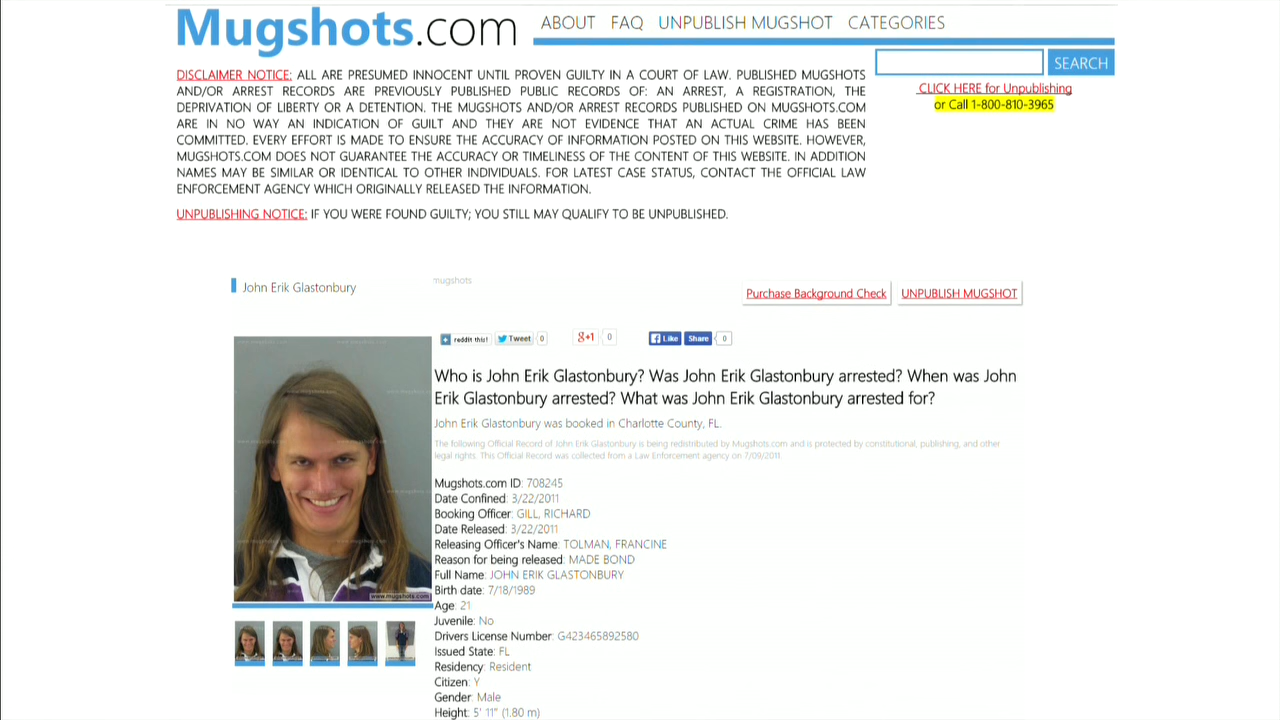 Mugshots.com
ABOUT FAQ UNPUBLISH MUGSHOT CATEGORIES
SEARCH
CLICK HERE for Unpublishing
or Call 1-800-810-3965
DISCLAIMER NOTICE: ALL ARE PRESUMED INNOCENT UNTIL PROVEN GUILTY IN A COURT OF LAW. PUBLISHED MUGSHOTS
AND/OR ARREST RECORDS ARE PREVIOUSLY PUBLISHED PUBLIC RECORDS OF: AN ARREST, A REGISTRATION, THE
DEPRIVATION OF LIBERTY OR A DETENTION. THE MUGSHOTS AND/OR ARREST RECORDS PUBLISHED ON MUGSHOTS.COM
ARE IN NO WAY AN INDICATION OF GUILT AND THEY ARE NOT EVIDENCE THAT AN ACTUAL CRIME HAS BEEN
COMMITTED. EVERY EFFORT IS MADE TO ENSURE THE ACCURACY OF INFORMATION POSTED ON THIS WEBSITE. HOWEVER,
MUGSHOTS.COM DOES NOT GUARANTEE THE ACCURACY OR TIMELINESS OF THE CONTENT OF THIS WEBSITE. IN ADDITION
NAMES MAY BE SIMILAR OR IDENTICAL TO OTHER INDIVIDUALS. FOR LATEST CASE STATUS, CONTACT THE OFFICIAL LAW
ENFORCEMENT AGENCY WHICH ORIGINALLY RELEASED THE INFORMATION.
UNPUBLISHING NOTICE: IF YOU WERE FOUND GUILTY; YOU STILL MAY QUALIFY TO BE UNPUBLISHED.
John Erik Glastonbury
mugshots
Purchase Background Check
UNPUBLISH MUGSHOT
reddit this! Tweet 0 g+1 0 Like Share 0
Who is John Erik Glastonbury? Was John Erik Glastonbury arrested? When was John
Erik Glastonbury arrested? What was John Erik Glastonbury arrested for?
John Erik Glastonbury was booked in Charlotte County, FL.
The following Official Record of John Erik Glastonbury is being redistributed by Mugshots.com and is protected by constitutional, publishing, and other
legal rights. This Official Record was collected from a Law Enforcement agency on 7/09/2011.
Mugshots.com ID: 708245
Date Confined: 3/22/2011
Booking Officer: GILL, RICHARD
Date Released: 3/22/2011
Releasing Officer's Name: TOLMAN, FRANCINE
Reason for being released: MADE BOND
Full Name: JOHN ERIK GLASTONBURY
Birth date: 7/18/1989
Age: 21
Juvenile: No
Drivers License Number: G423465892580
Issued State: FL
Residency: Resident
Citizen: Y
Gender: Male
Height: 5' 11" (1.80 m)
www.mugshots.com